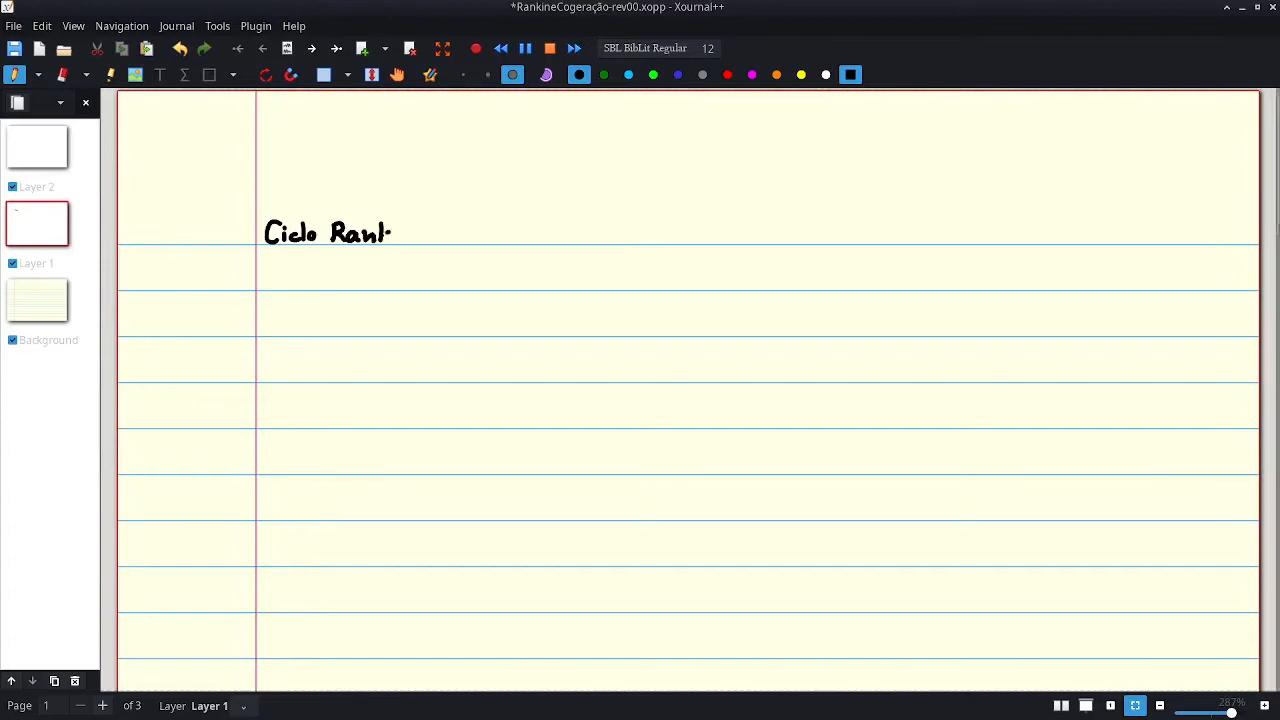 *RankineCogeração-rev00.xopp - Xournal++
File Edit View Navigation Journal Tools Plugin Help
SBL BibLit Regular 12
Layer 2
Ciclo Rank
Layer 1
Background
Page 1 of 3 Layer Layer 1 287%